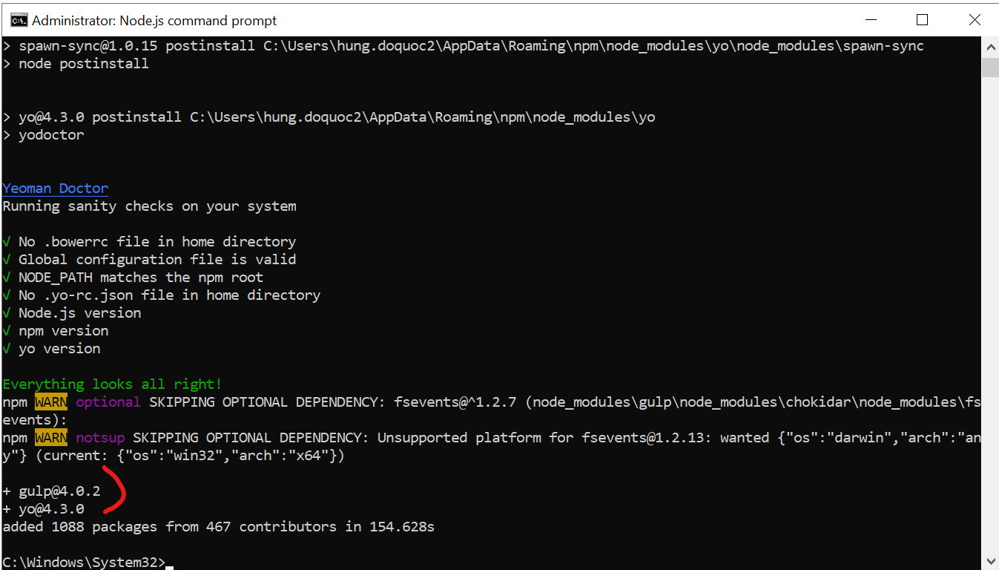 Administrator: Node.js command prompt
> spawn-sync@1.0.15 postinstall C:\Users\hung.doquoc2\AppData\Roaming\npm\node_modules\yo\node_modules\spawn-sync
> node postinstall
> yo@4.3.0 postinstall C:\Users\hung.doquoc2\AppData\Roaming\npm\node_modules\yo
> yodoctor
Yeoman Doctor
Running sanity checks on your system
√ No .bowerrc file in home directory
√ Global configuration file is valid
√ NODE_PATH matches the npm root
√ No .yo-rc.json file in home directory
√ Node.js version
√ npm version
√ yo version
Everything looks all right!
npm WARN optional SKIPPING OPTIONAL DEPENDENCY: fsevents@^1.2.7 (node_modules\gulp\node_modules\chokidar\node_modules\fs
events):
npm WARN notsup SKIPPING OPTIONAL DEPENDENCY: Unsupported platform for fsevents@1.2.13: wanted {"os":"darwin","arch":"an
y"} (current: {"os":"win32","arch":"x64"})
+ gulp@4.0.2
+ yo@4.3.0
added 1088 packages from 467 contributors in 154.628s
C:\Windows\System32>